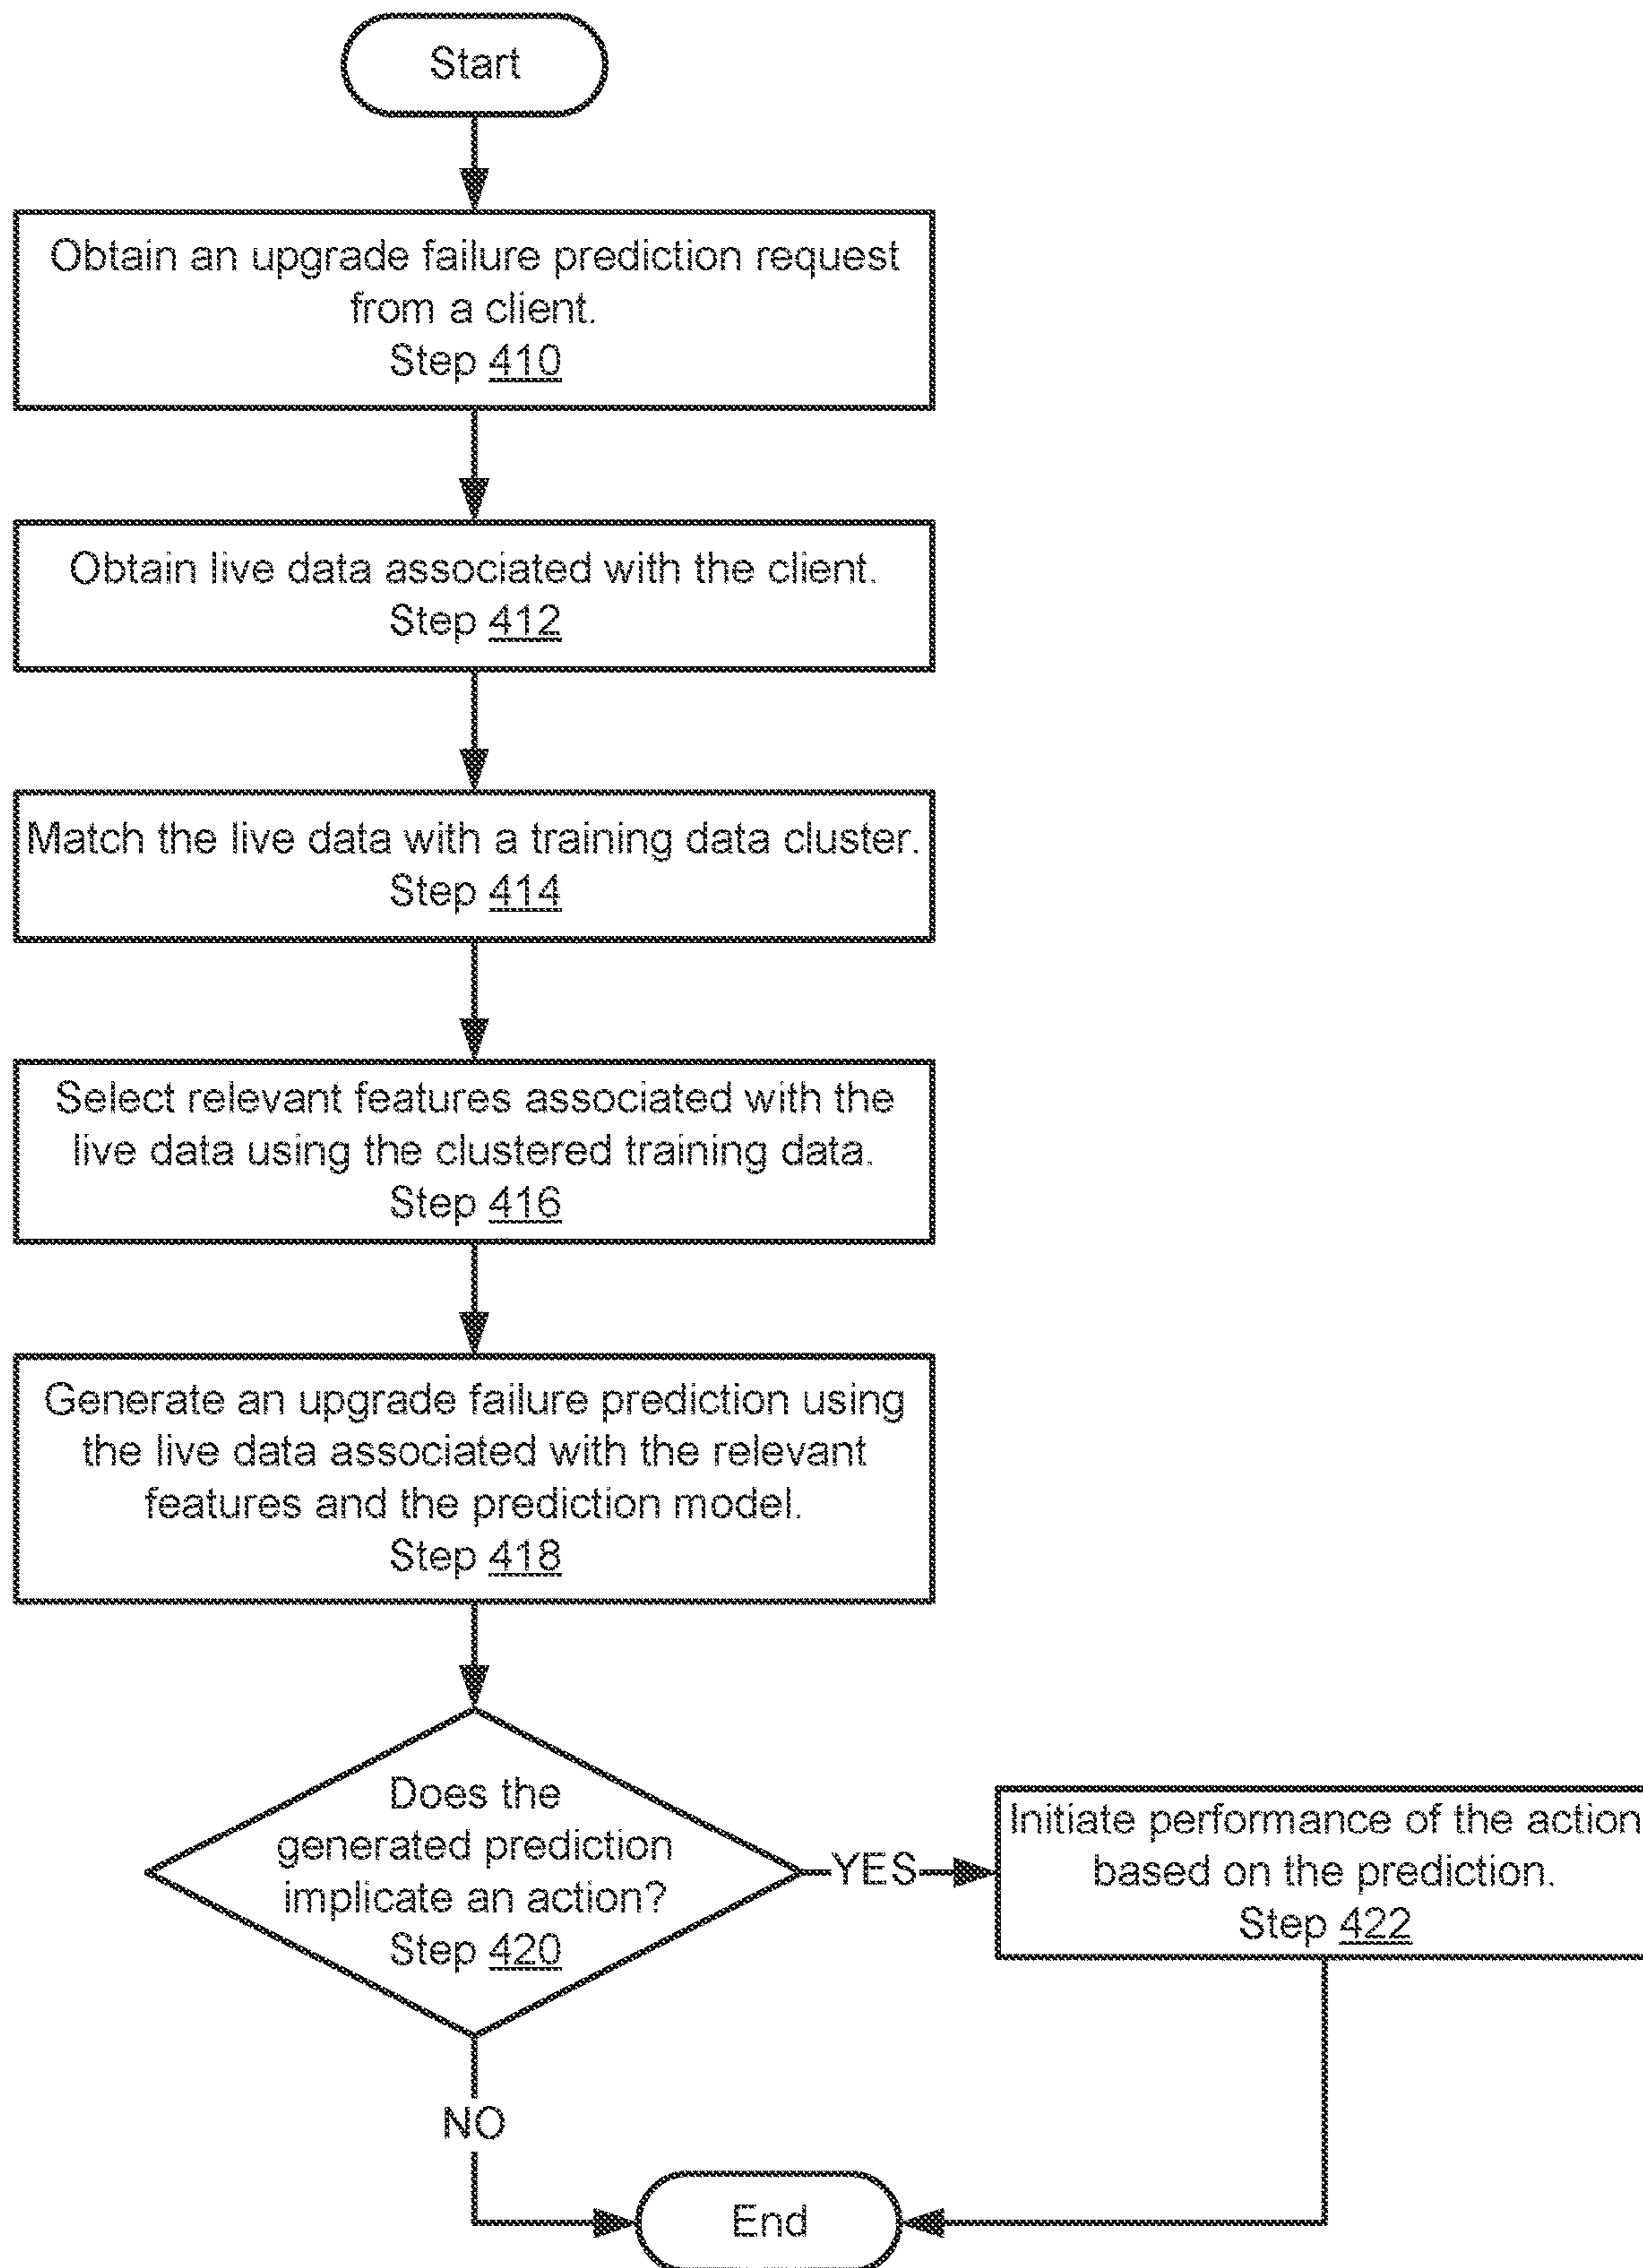 Start
Obtain an upgrade failure prediction request
from a client.
Step 410
Obtain live data associated with the client.
Step 412
Match the live data with a training data cluster.
Step 414
Select relevant features associated with the
live data using the clustered training data.
Step 416
Generate an upgrade failure prediction using
the live data associated with the relevant
features and the prediction model.
Step 418
Does the
generated prediction
implicate an action?
Step 420
YES
Initiate performance of the action
based on the prediction.
Step 422
NO
End